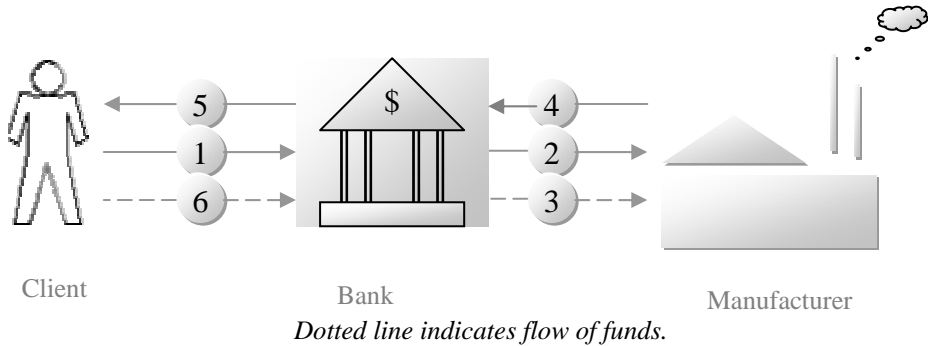 $
5
4
1
2
6
3
Client
Bank
Manufacturer
Dotted line indicates flow of funds.